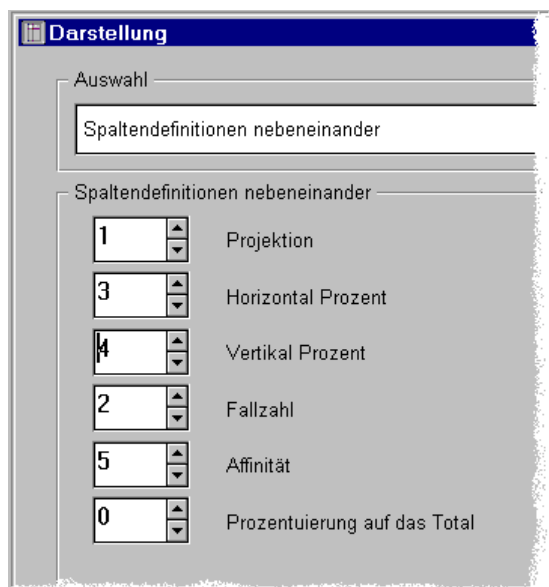 Darstellung
Auswahl
Spaltendefinitionen nebeneinander
Spaltendefinitionen nebeneinander
1 Projektion
3 Horizontal Prozent
4 Vertikal Prozent
2 Fallzahl
5 Affinität
0 Prozentuierung auf das Total